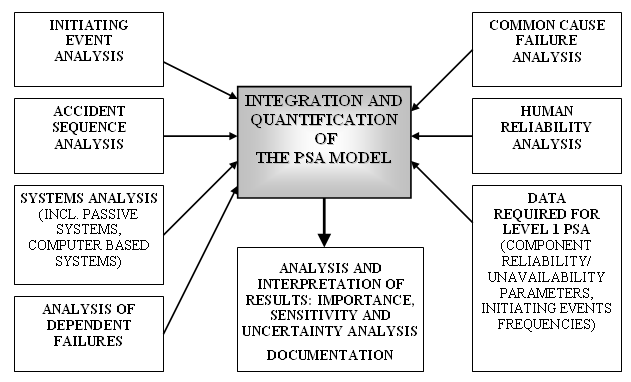 INITIATING
EVENT
ANALYSIS
ACCIDENT
SEQUENCE
ANALYSIS
SYSTEMS ANALYSIS
(INCL. PASSIVE
SYSTEMS,
COMPUTER BASED
SYSTEMS)
ANALYSIS OF
DEPENDENT
FAILURES
INTEGRATION AND
QUANTIFICATION
OF
THE PSA MODEL
ANALYSIS AND
INTERPRETATION OF
RESULTS: IMPORTANCE,
SENSITIVITY AND
UNCERTAINTY ANALYSIS
DOCUMENTATION
COMMON CAUSE
FAILURE
ANALYSIS
HUMAN
RELIABILITY
ANALYSIS
DATA
REQUIRED FOR
LEVEL 1 PSA
(COMPONENT
RELIABILITY/
UNAVAILABILITY
PARAMETERS,
INITIATING EVENTS
FREQUENCIES)